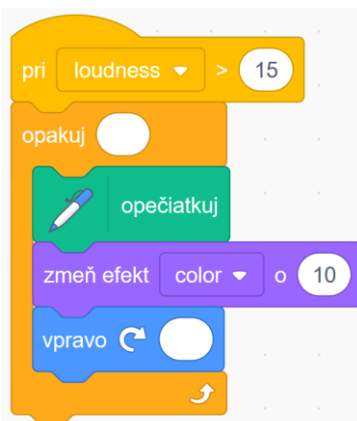 pri loudness > 15
opakuj
opečiatkuj
zmeň efekt color o 10
vpravo